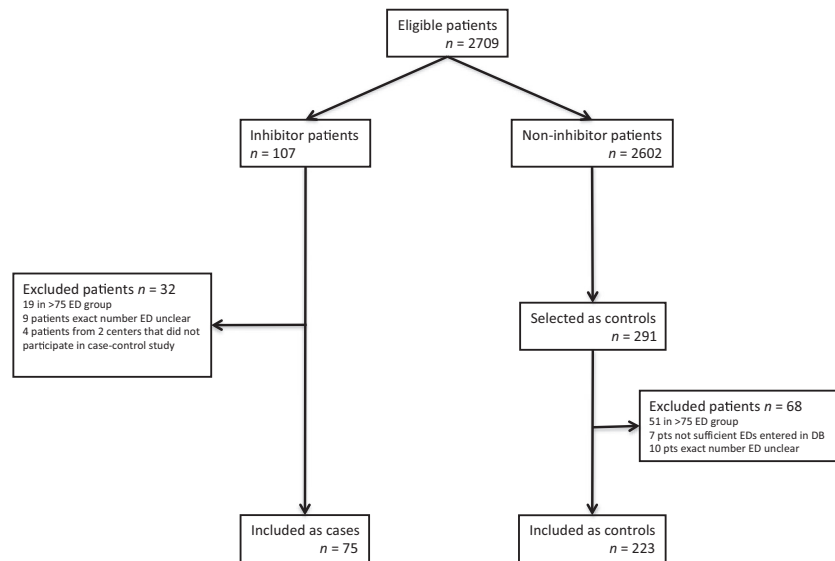 Eligible patients
n = 2709
Inhibitor patients
n = 107
Non-inhibitor patients
n = 2602
Excluded patients n = 32
19 in >75 ED group
9 patients exact number ED unclear
4 patients from 2 centers that did not
participate in case-control study
Selected as controls
n = 291
Excluded patients n = 68
51 in >75 ED group
7 pts not sufficient EDs entered in DB
10 pts exact number ED unclear
Included as cases
n = 75
Included as controls
n = 223